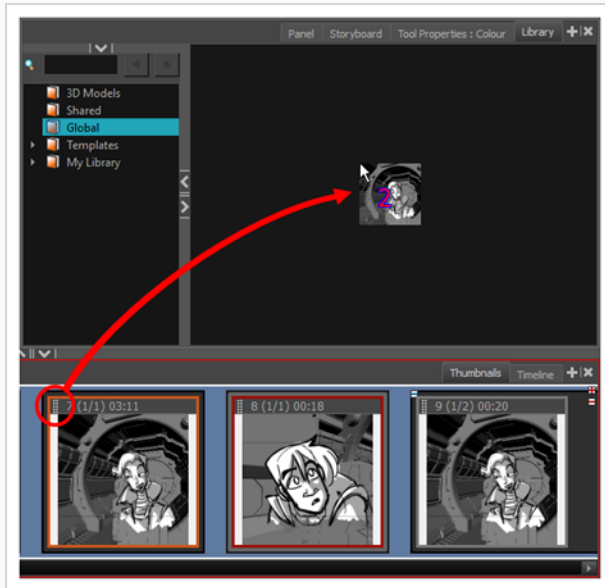 Panel Storyboard Tool Properties : Colour Library
3D Models
Shared
Global
Templates
My Library
2
Thumbnails Timeline
7 (1/1) 03:11 8 (1/1) 00:18 9 (1/2) 00:20